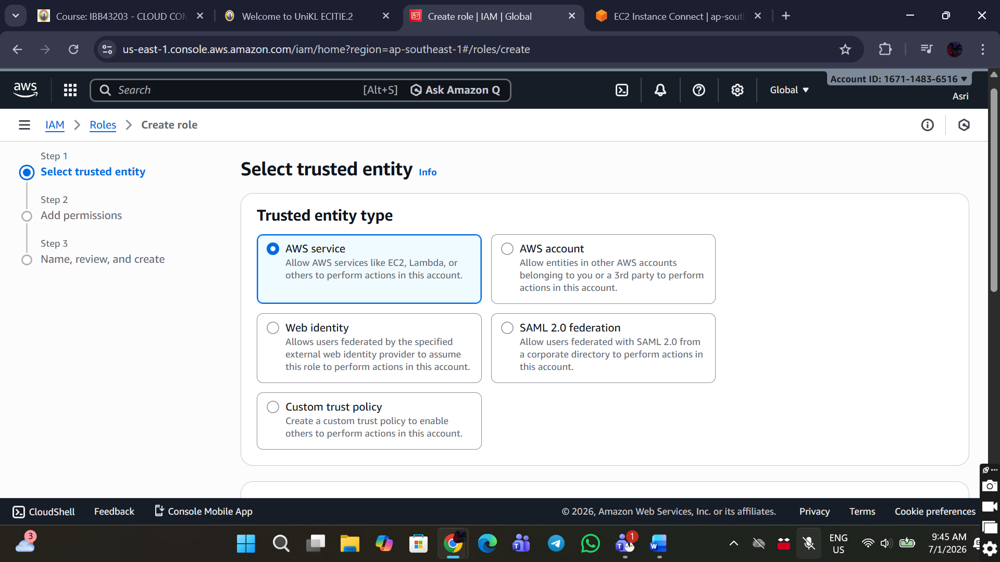 Course: IBB43203 - CLOUD CON
Welcome to UniKL ECITIE.2
Create role | IAM | Global
EC2 Instance Connect | ap-sout
us-east-1.console.aws.amazon.com/iam/home?region=ap-southeast-1#/roles/create
aws
Search
[Alt+S]
Ask Amazon Q
Global
Account ID: 1671-1483-6516
Asri
IAM
Roles
Create role
Step 1
Select trusted entity
Step 2
Add permissions
Step 3
Name, review, and create
Select trusted entity Info
Trusted entity type
AWS service
Allow AWS services like EC2, Lambda, or
others to perform actions in this account.
AWS account
Allow entities in other AWS accounts
belonging to you or a 3rd party to perform
actions in this account.
Web identity
Allows users federated by the specified
external web identity provider to assume
this role to perform actions in this account.
SAML 2.0 federation
Allow users federated with SAML 2.0 from
a corporate directory to perform actions in
this account.
Custom trust policy
Create a custom trust policy to enable
others to perform actions in this account.
CloudShell
Feedback
Console Mobile App
© 2026, Amazon Web Services, Inc. or its affiliates.
Privacy
Terms
Cookie preferences
3
1
ENG
US
9:45 AM
7/1/2026